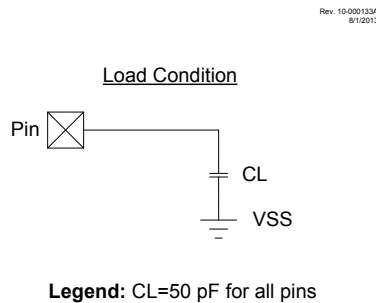 Rev. 10-000133A
8/1/2013
Load Condition
Pin
CL
VSS
Legend: CL=50 pF for all pins